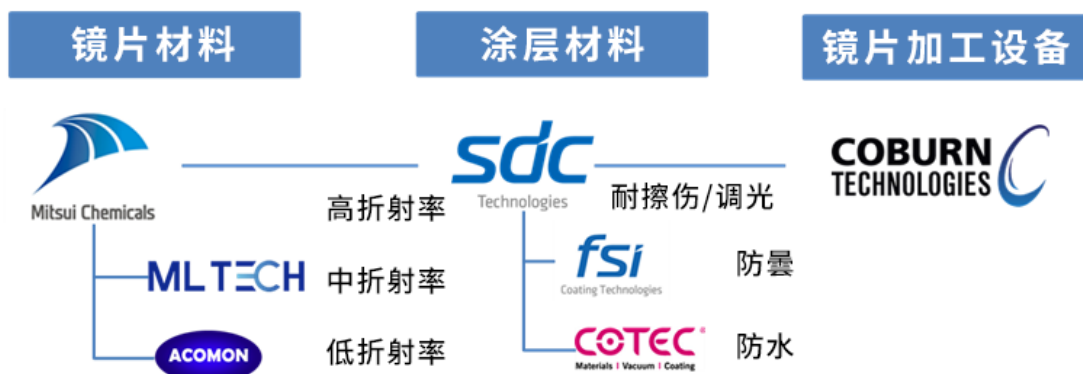 镜片材料
涂层材料
镜片加工设备
Mitsui Chemicals
高折射率
sdc
Technologies
耐擦伤/调光
COBURN
TECHNOLOGIES
MLTECH
中折射率
fsi
Coating Technologies
防曇
ACOMON
低折射率
COTEC®
Materials | Vacuum | Coating
防水